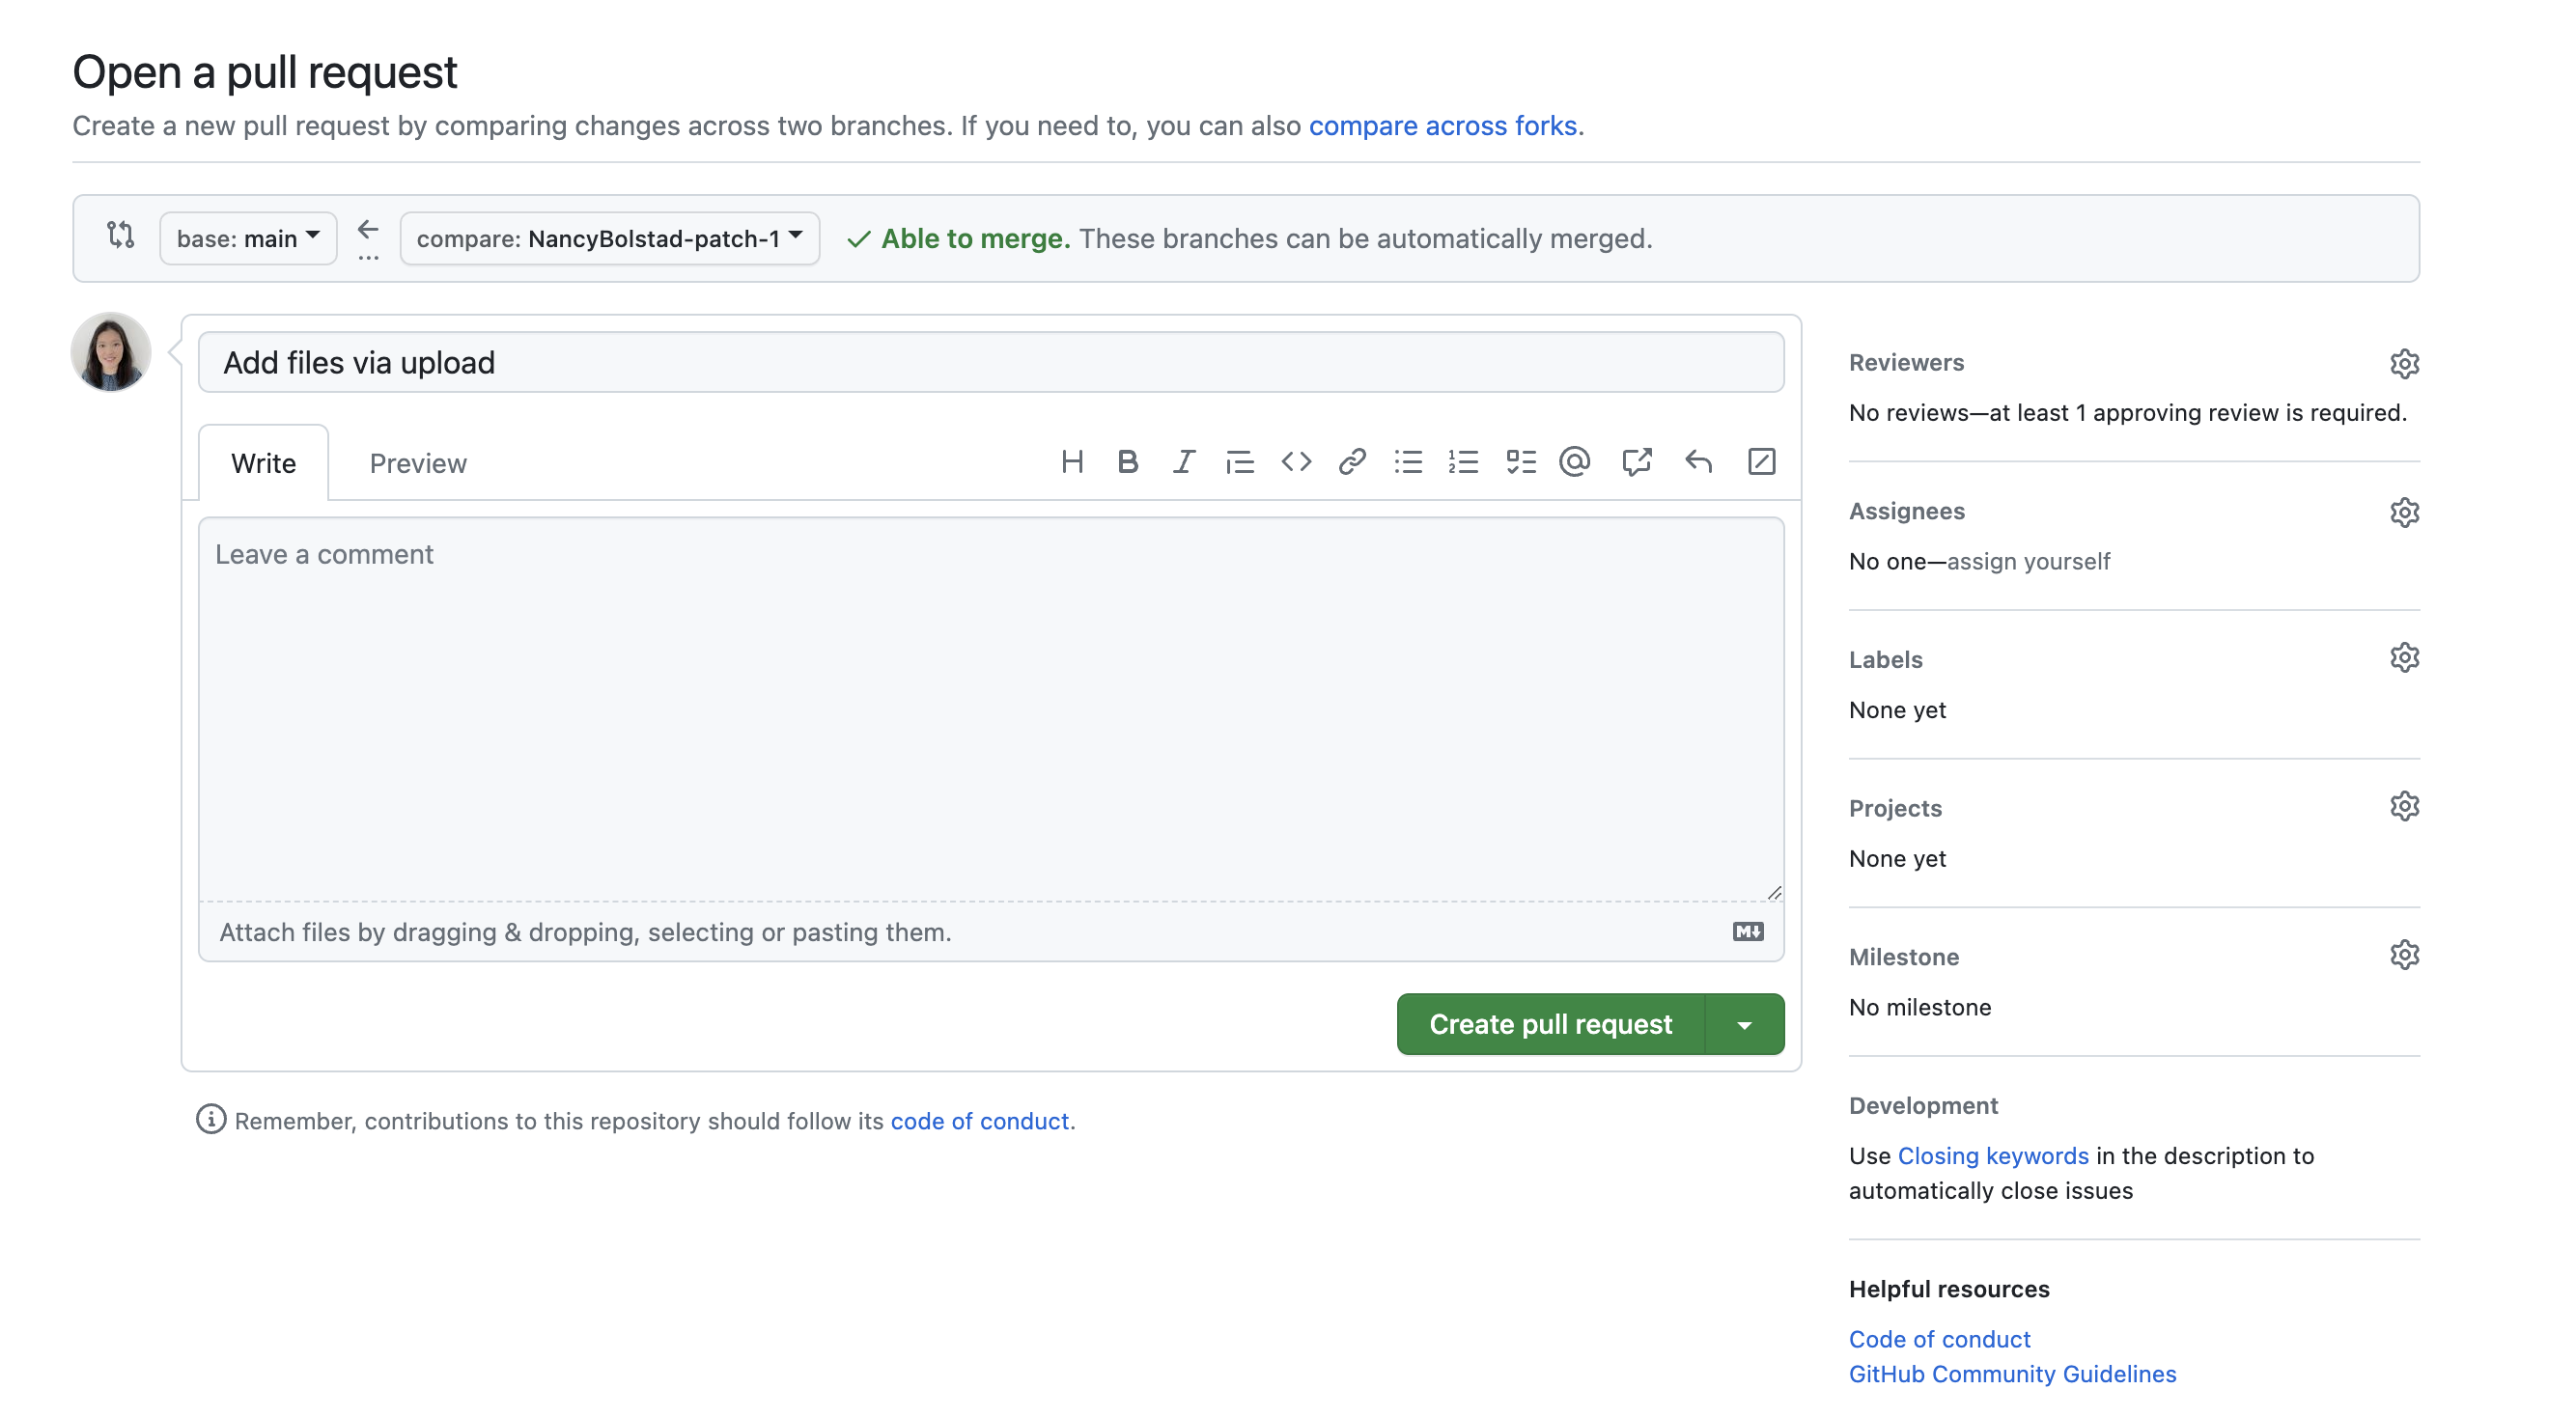 Open a pull request
Create a new pull request by comparing changes across two branches. If you need to, you can also compare across forks.
base: main
compare: NancyBolstad-patch-1
Able to merge. These branches can be automatically merged.
Add files via upload
Write
Preview
Leave a comment
Attach files by dragging & dropping, selecting or pasting them.
Create pull request
Remember, contributions to this repository should follow its code of conduct.
Reviewers
No reviews—at least 1 approving review is required.
Assignees
No one—assign yourself
Labels
None yet
Projects
None yet
Milestone
No milestone
Development
Use Closing keywords in the description to
automatically close issues
Helpful resources
Code of conduct
GitHub Community Guidelines